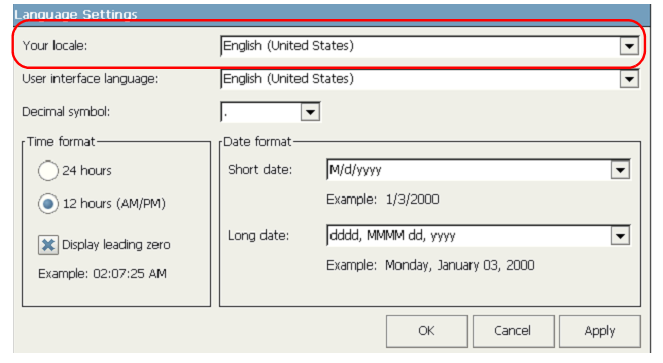 Language Settings
Your locale: English (United States)
User interface language: English (United States)
Decimal symbol: .
Time format
24 hours
12 hours (AM/PM)
Display leading zero
Example: 02:07:25 AM
Date format
Short date: M/d/yyyy
Example: 1/3/2000
Long date: dddd, MMMM dd, yyyy
Example: Monday, January 03, 2000
OK Cancel Apply